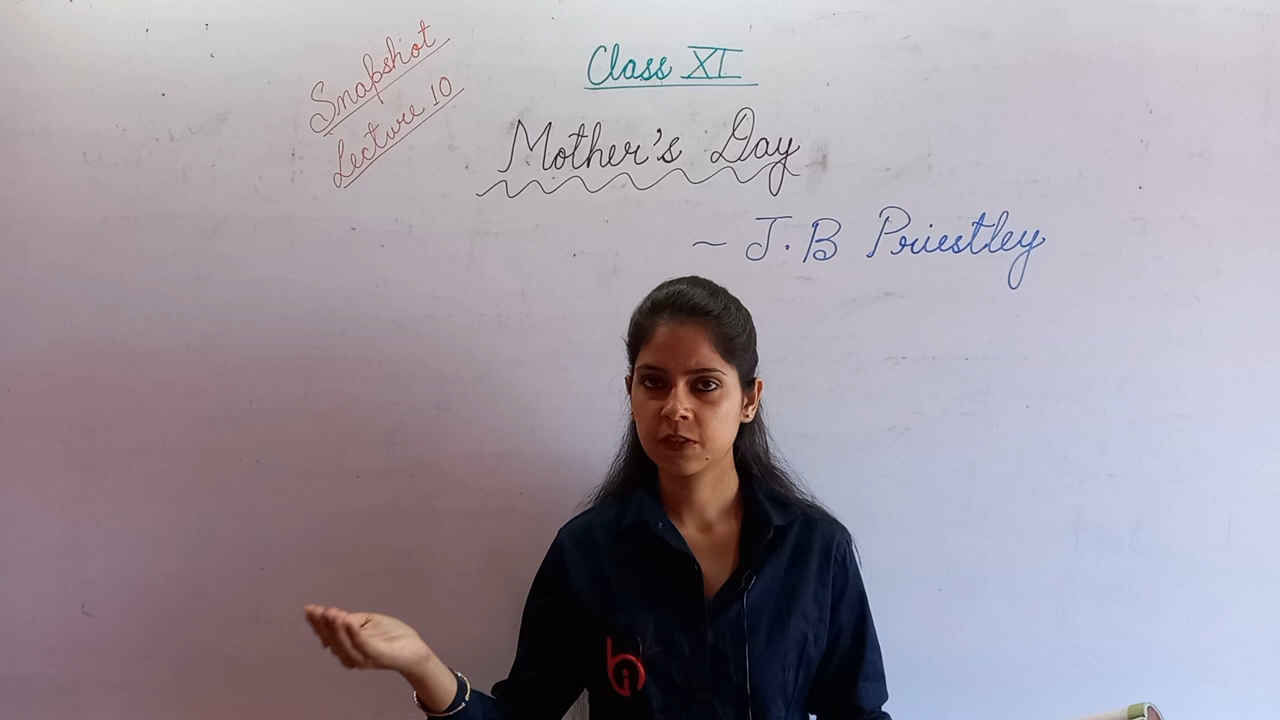 Snapshot
Lecture 10
Class XI
Mother's Day
~ J.B Priestley